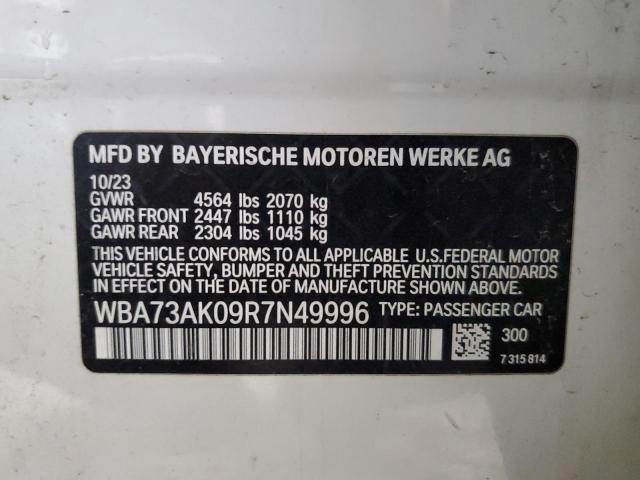 MFD BY BAYERISCHE MOTOREN WERKE AG
10/23
GVWR 4564 lbs 2070 kg
GAWR FRONT 2447 lbs 1110 kg
GAWR REAR 2304 lbs 1045 kg
THIS VEHICLE CONFORMS TO ALL APPLICABLE U.S.FEDERAL MOTOR
VEHICLE SAFETY, BUMPER AND THEFT PREVENTION STANDARDS
IN EFFECT ON THE DATE OF MANUFACTURE SHOWN ABOVE.
WBA73AK09R7N49996 TYPE: PASSENGER CAR
300
7 315 814